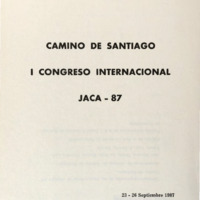 CAMINO DE SANTIAGO
I CONGRESO INTERNACIONAL
JACA - 87
23 - 26 Septiembre 1987